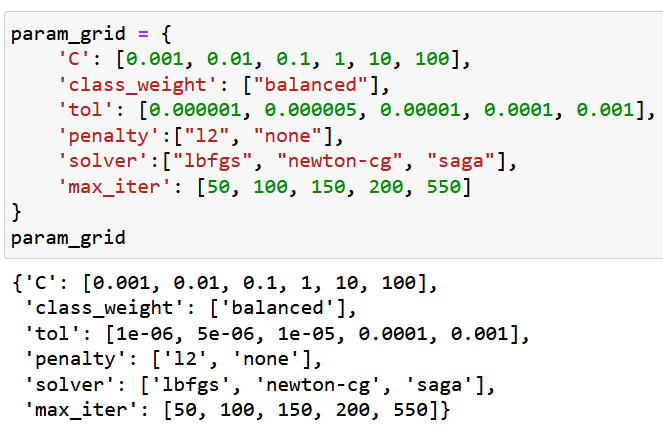 param_grid = {
    'C': [0.001, 0.01, 0.1, 1, 10, 100],
    'class_weight': ["balanced"],
    'tol': [0.000001, 0.000005, 0.00001, 0.0001, 0.001],
    'penalty':["l2", "none"],
    'solver':["lbfgs", "newton-cg", "saga"],
    'max_iter': [50, 100, 150, 200, 550]
}
param_grid
{'C': [0.001, 0.01, 0.1, 1, 10, 100],
 'class_weight': ['balanced'],
 'tol': [1e-06, 5e-06, 1e-05, 0.0001, 0.001],
 'penalty': ['l2', 'none'],
 'solver': ['lbfgs', 'newton-cg', 'saga'],
 'max_iter': [50, 100, 150, 200, 550]}